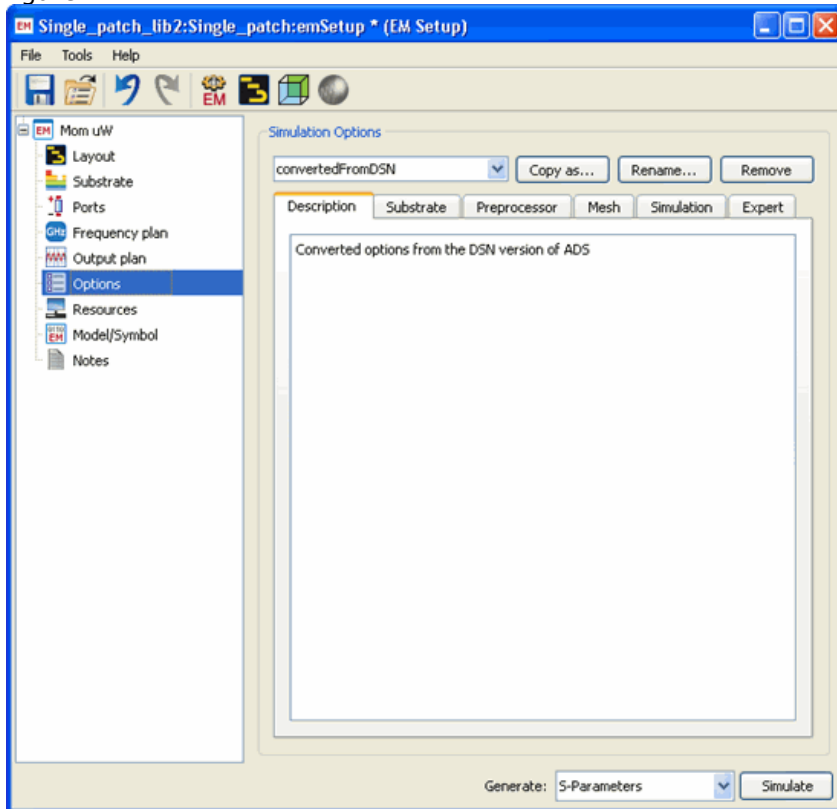 Single_patch_lib2:Single_patch:emSetup * (EM Setup)
File Tools Help
EM
Mom uW
Layout
Substrate
Ports
Frequency plan
Output plan
Options
Resources
Model/Symbol
Notes
Simulation Options
convertedFromDSN Copy as... Rename... Remove
Description Substrate Preprocessor Mesh Simulation Expert
Converted options from the DSN version of ADS
Generate: S-Parameters Simulate